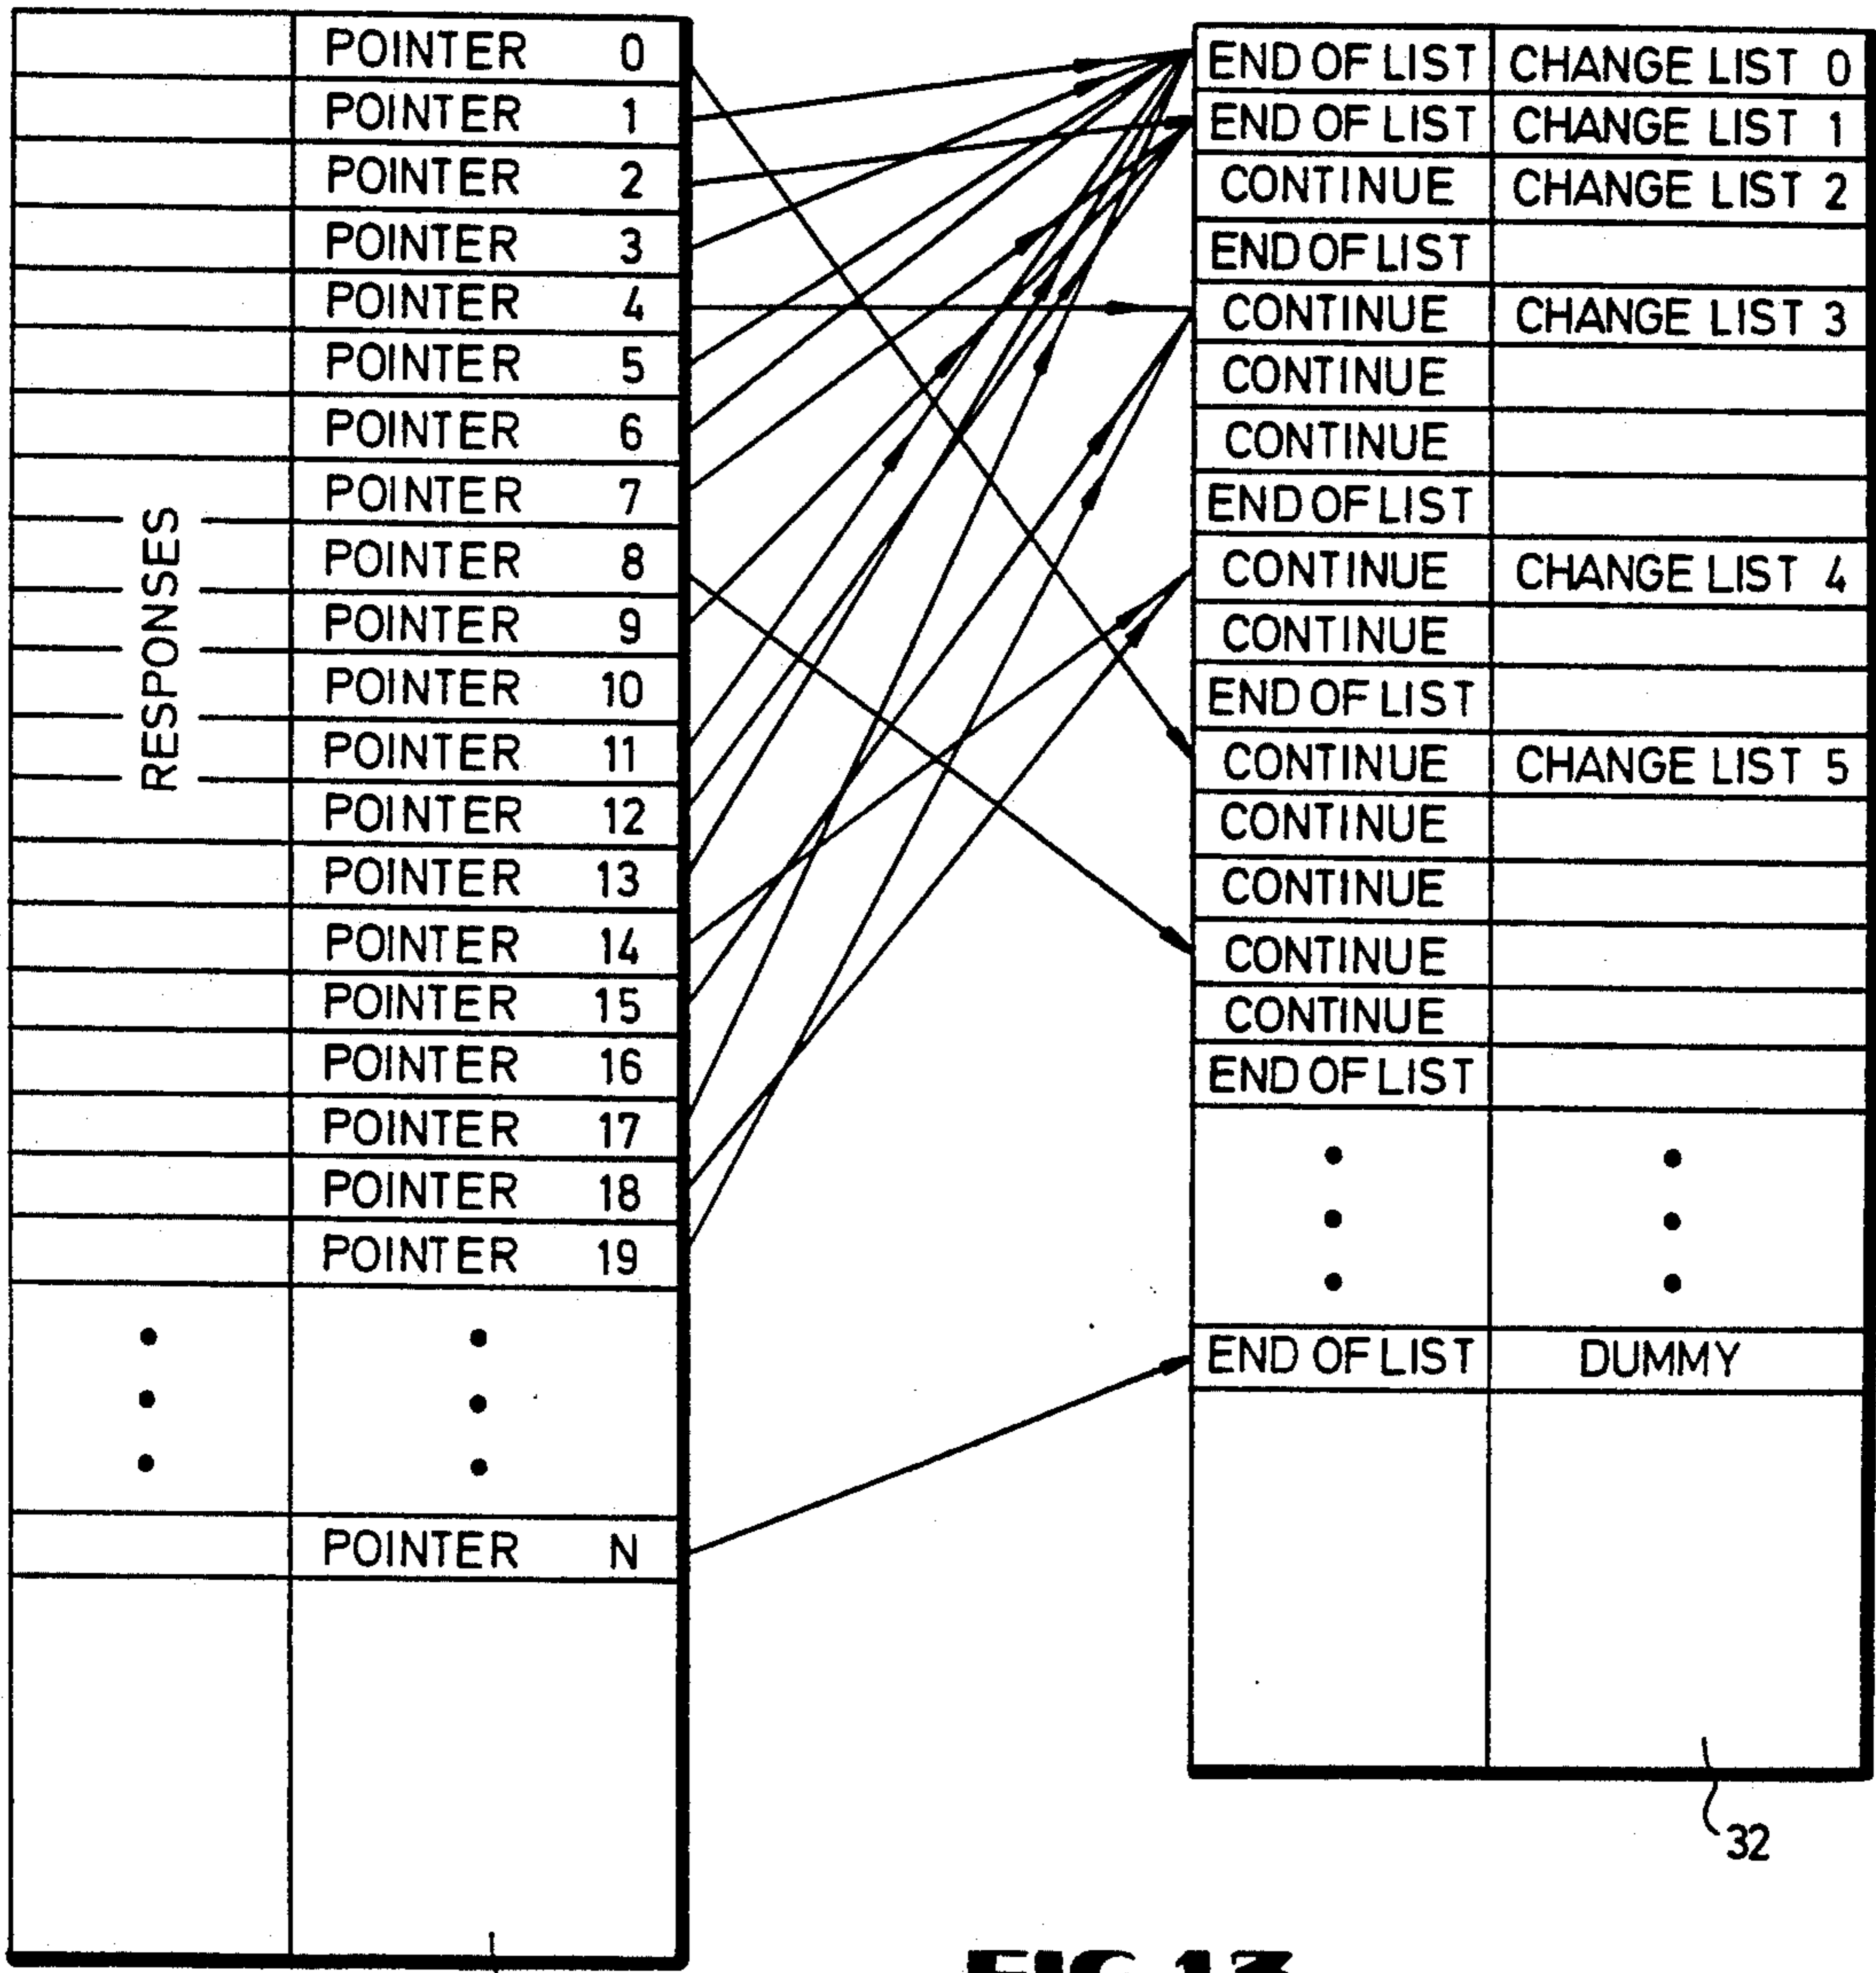 POINTER 0
POINTER 1
POINTER 2
POINTER 3
POINTER 4
POINTER 5
POINTER 6
POINTER 7
POINTER 8
POINTER 9
POINTER 10
POINTER 11
POINTER 12
POINTER 13
POINTER 14
POINTER 15
POINTER 16
POINTER 17
POINTER 18
POINTER 19
POINTER N
RESPONSES
END OF LIST CHANGE LIST 0
END OF LIST CHANGE LIST 1
CONTINUE CHANGE LIST 2
END OF LIST
CONTINUE CHANGE LIST 3
CONTINUE
CONTINUE
END OF LIST
CONTINUE CHANGE LIST 4
CONTINUE
END OF LIST
CONTINUE CHANGE LIST 5
CONTINUE
CONTINUE
CONTINUE
CONTINUE
END OF LIST
END OF LIST DUMMY
32
FIG 13